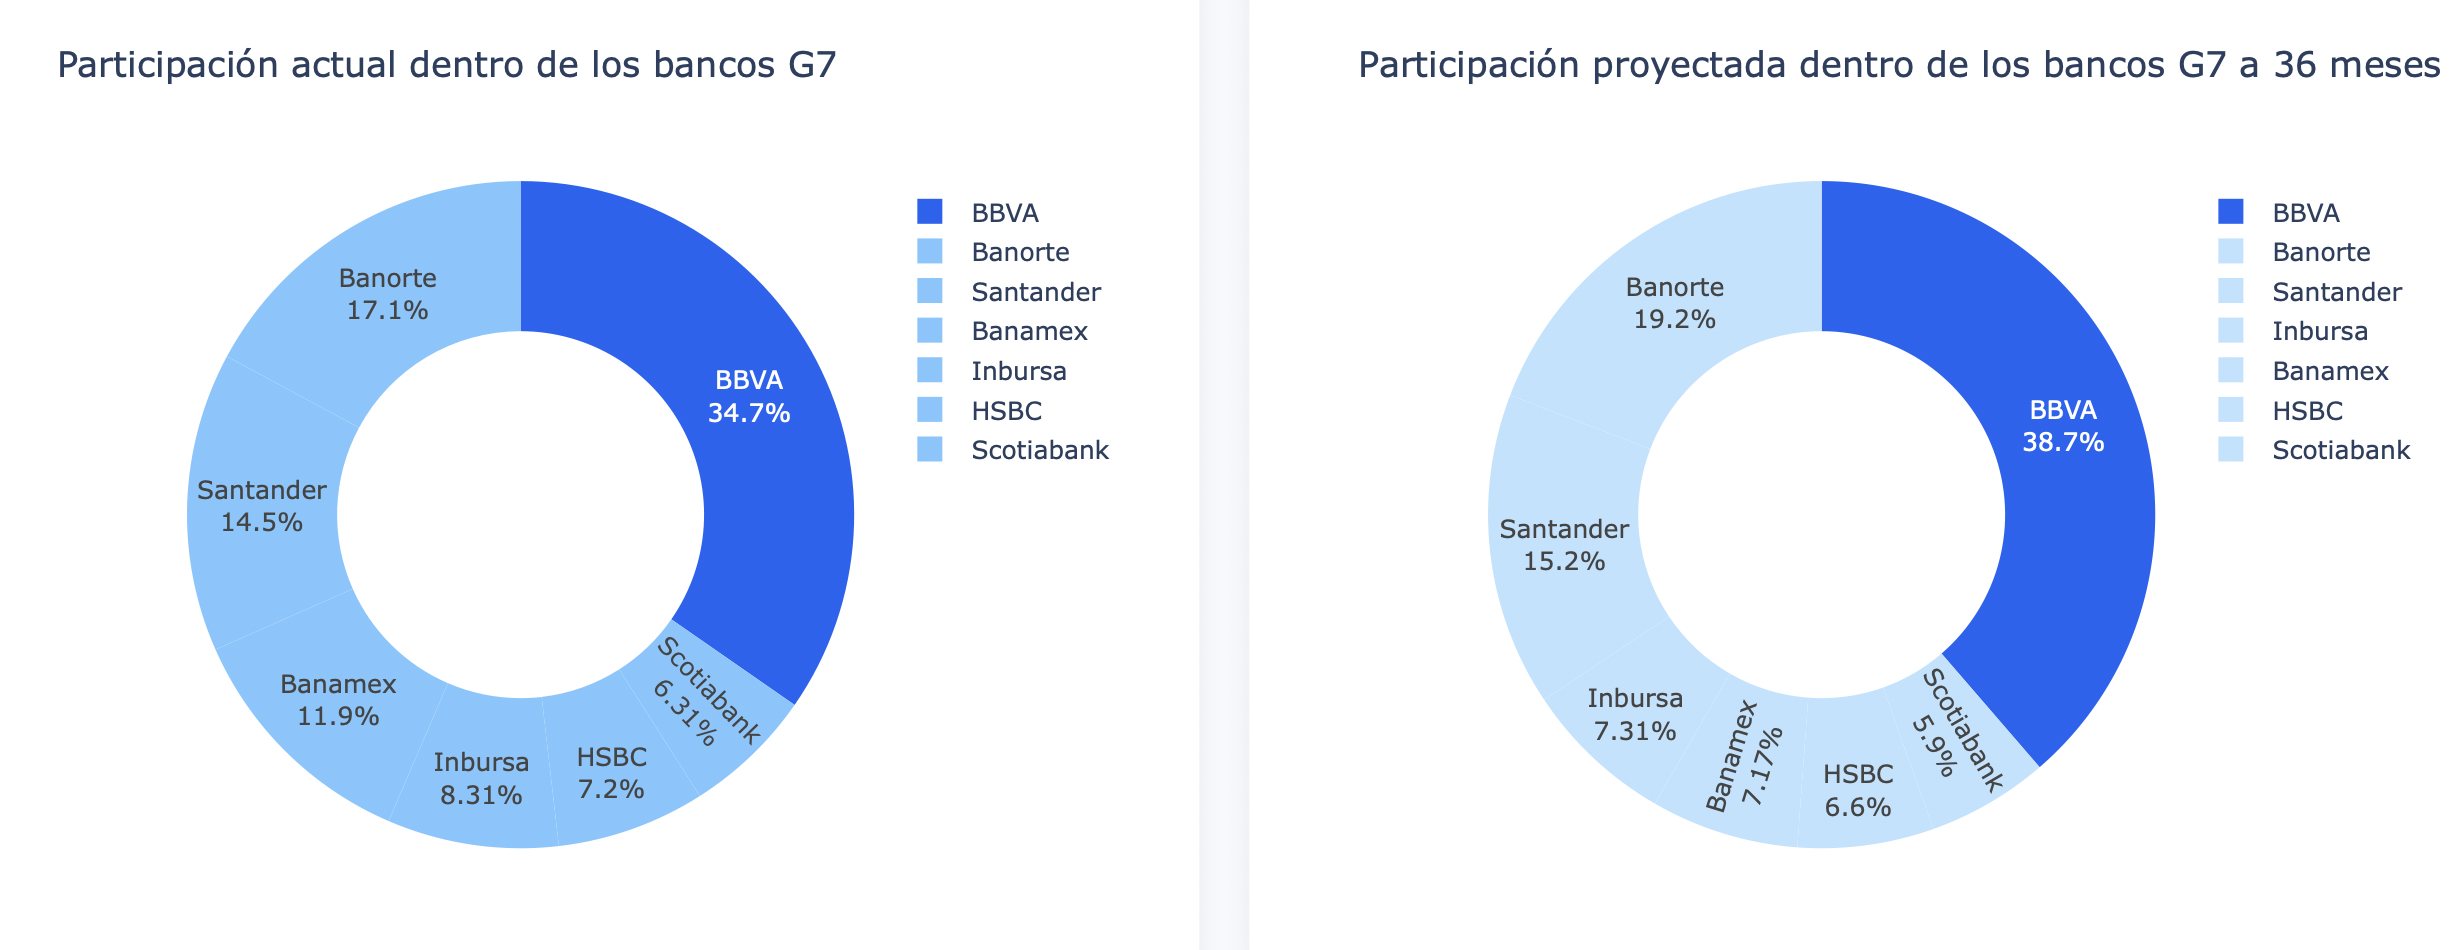 Participación actual dentro de los bancos G7
BBVA
34.7%
Banorte
17.1%
Santander
14.5%
Banamex
11.9%
Inbursa
8.31%
HSBC
7.2%
Scotiabank
6.31%
BBVA
Banorte
Santander
Banamex
Inbursa
HSBC
Scotiabank
Participación proyectada dentro de los bancos G7 a 36 meses
BBVA
38.7%
Banorte
19.2%
Santander
15.2%
Inbursa
7.31%
Banamex
7.17%
HSBC
6.6%
Scotiabank
5.9%
BBVA
Banorte
Santander
Inbursa
Banamex
HSBC
Scotiabank